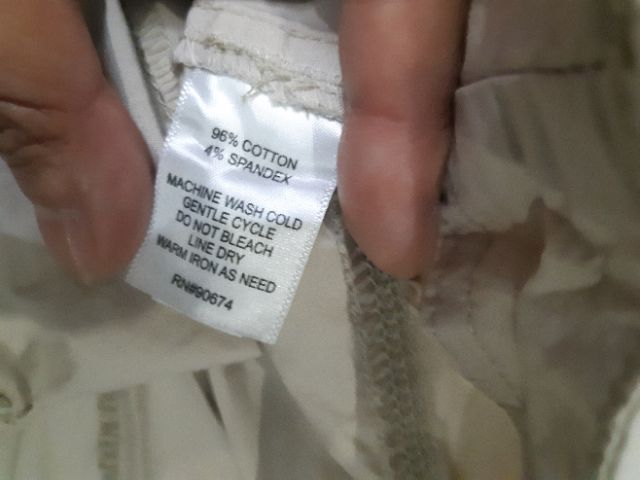 96% COTTON
4% SPANDEX
MACHINE WASH COLD
GENTLE CYCLE
DO NOT BLEACH
LINE DRY
WARM IRON AS NEED
RN#90674